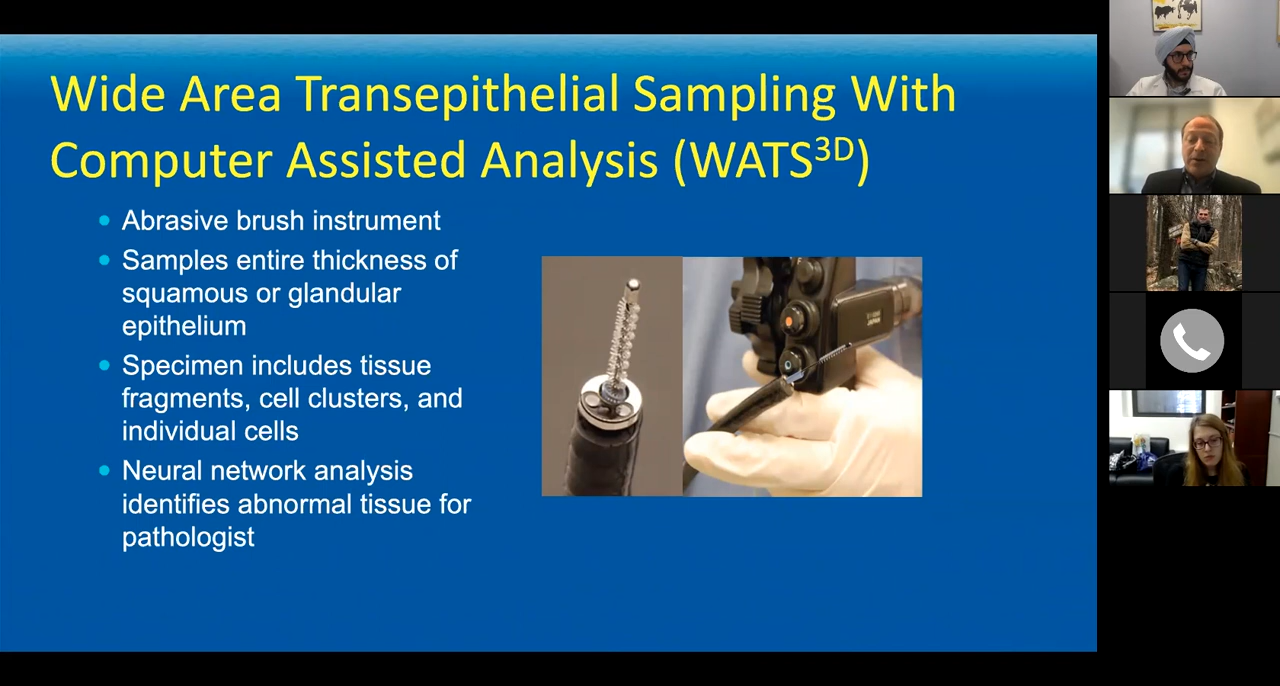 Wide Area Transepithelial Sampling With
Computer Assisted Analysis (WATS3D)
Abrasive brush instrument
Samples entire thickness of
squamous or glandular
epithelium
Specimen includes tissue
fragments, cell clusters, and
individual cells
Neural network analysis
identifies abnormal tissue for
pathologist
JAPAN